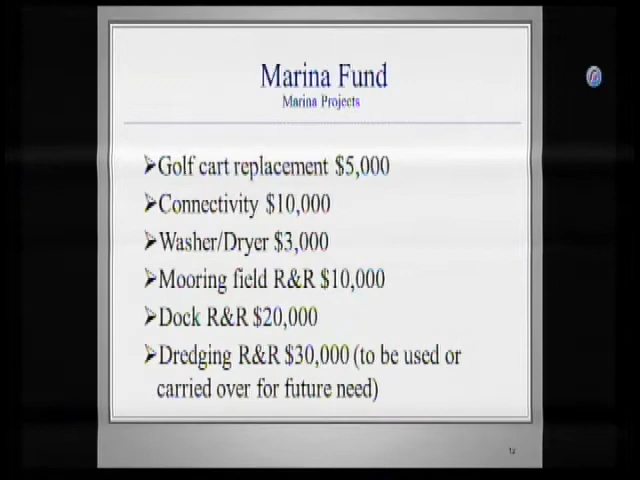 Marina Fund
Marina Projects
➢Golf cart replacement $5,000
➢Connectivity $10,000
➢Washer/Dryer $3,000
➢Mooring field R&R $10,000
➢Dock R&R $20,000
➢Dredging R&R $30,000 (to be used or
carried over for future need)